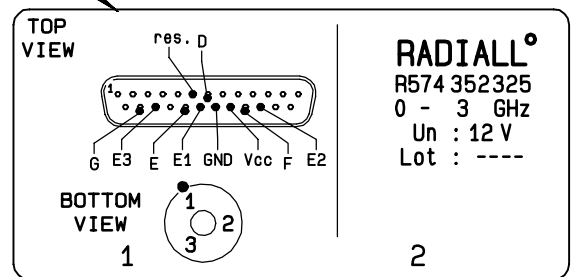 TOP
VIEW
res. D
1
G E3 E E1 GND Vcc F E2
BOTTOM
VIEW
1
2
3
1
RADIALL°
R574 352325
0 - 3 GHz
Un : 12 V
Lot : ----
2